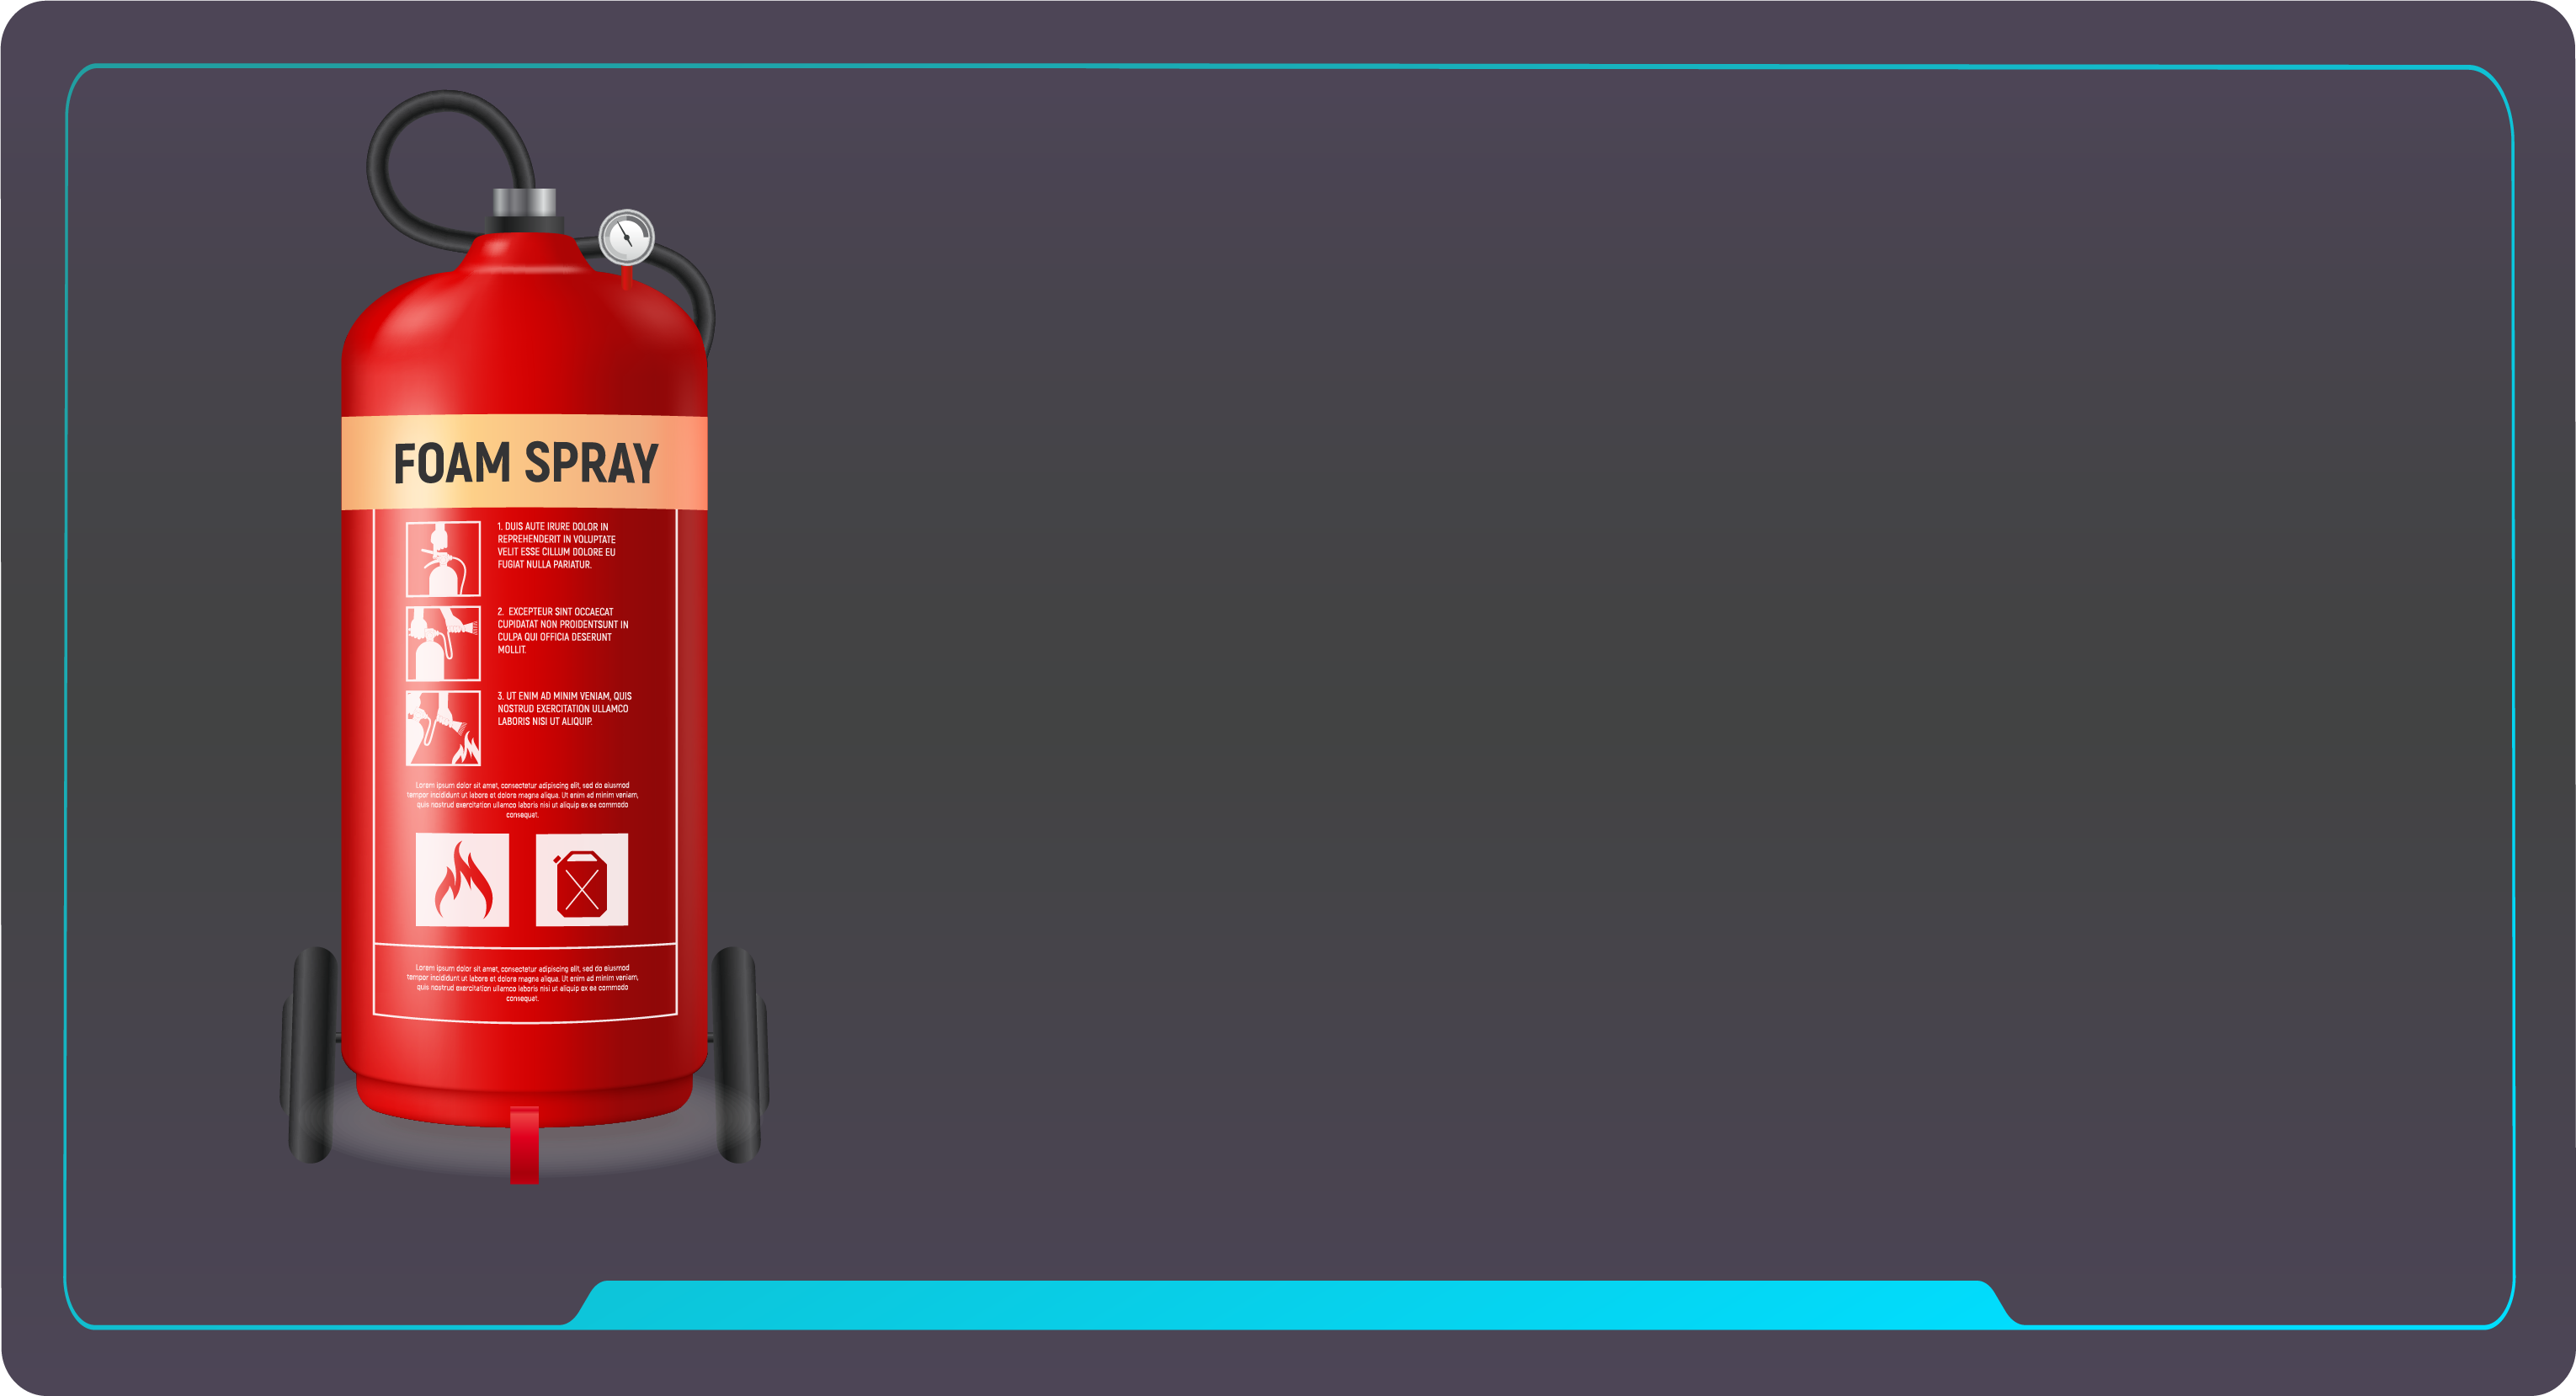 FOAM SPRAY
1. DUIS AUTE IRURE DOLOR IN
REPREHENDERIT IN VOLUPTATE
VELIT ESSE CILLUM DOLORE EU
FUGIAT NULLA PARIATUR.
2. EXCEPTEUR SINT OCCAECAT
CUPIDATAT NON PROIDENTSUNT IN
CULPA QUI OFFICIA DESERUNT
MOLLIT.
3. UT ENIM AD MINIM VENIAM, QUIS
NOSTRUD EXERCITATION ULLAMCO
LABORIS NISI UT ALIQUIP.
Lorem ipsum dolor sit amet, consectetur adipiscing elit, sed do eiusmod
tempor incididunt ut labore et dolore magna aliqua. Ut enim ad minim veniam,
quis nostrud exercitation ullamco laboris nisi ut aliquip ex ea commodo
consequat.
Lorem ipsum dolor sit amet, consectetur adipiscing elit, sed do eiusmod
tempor incididunt ut labore et dolore magna aliqua. Ut enim ad minim veniam,
quis nostrud exercitation ullamco laboris nisi ut aliquip ex ea commodo
consequat.